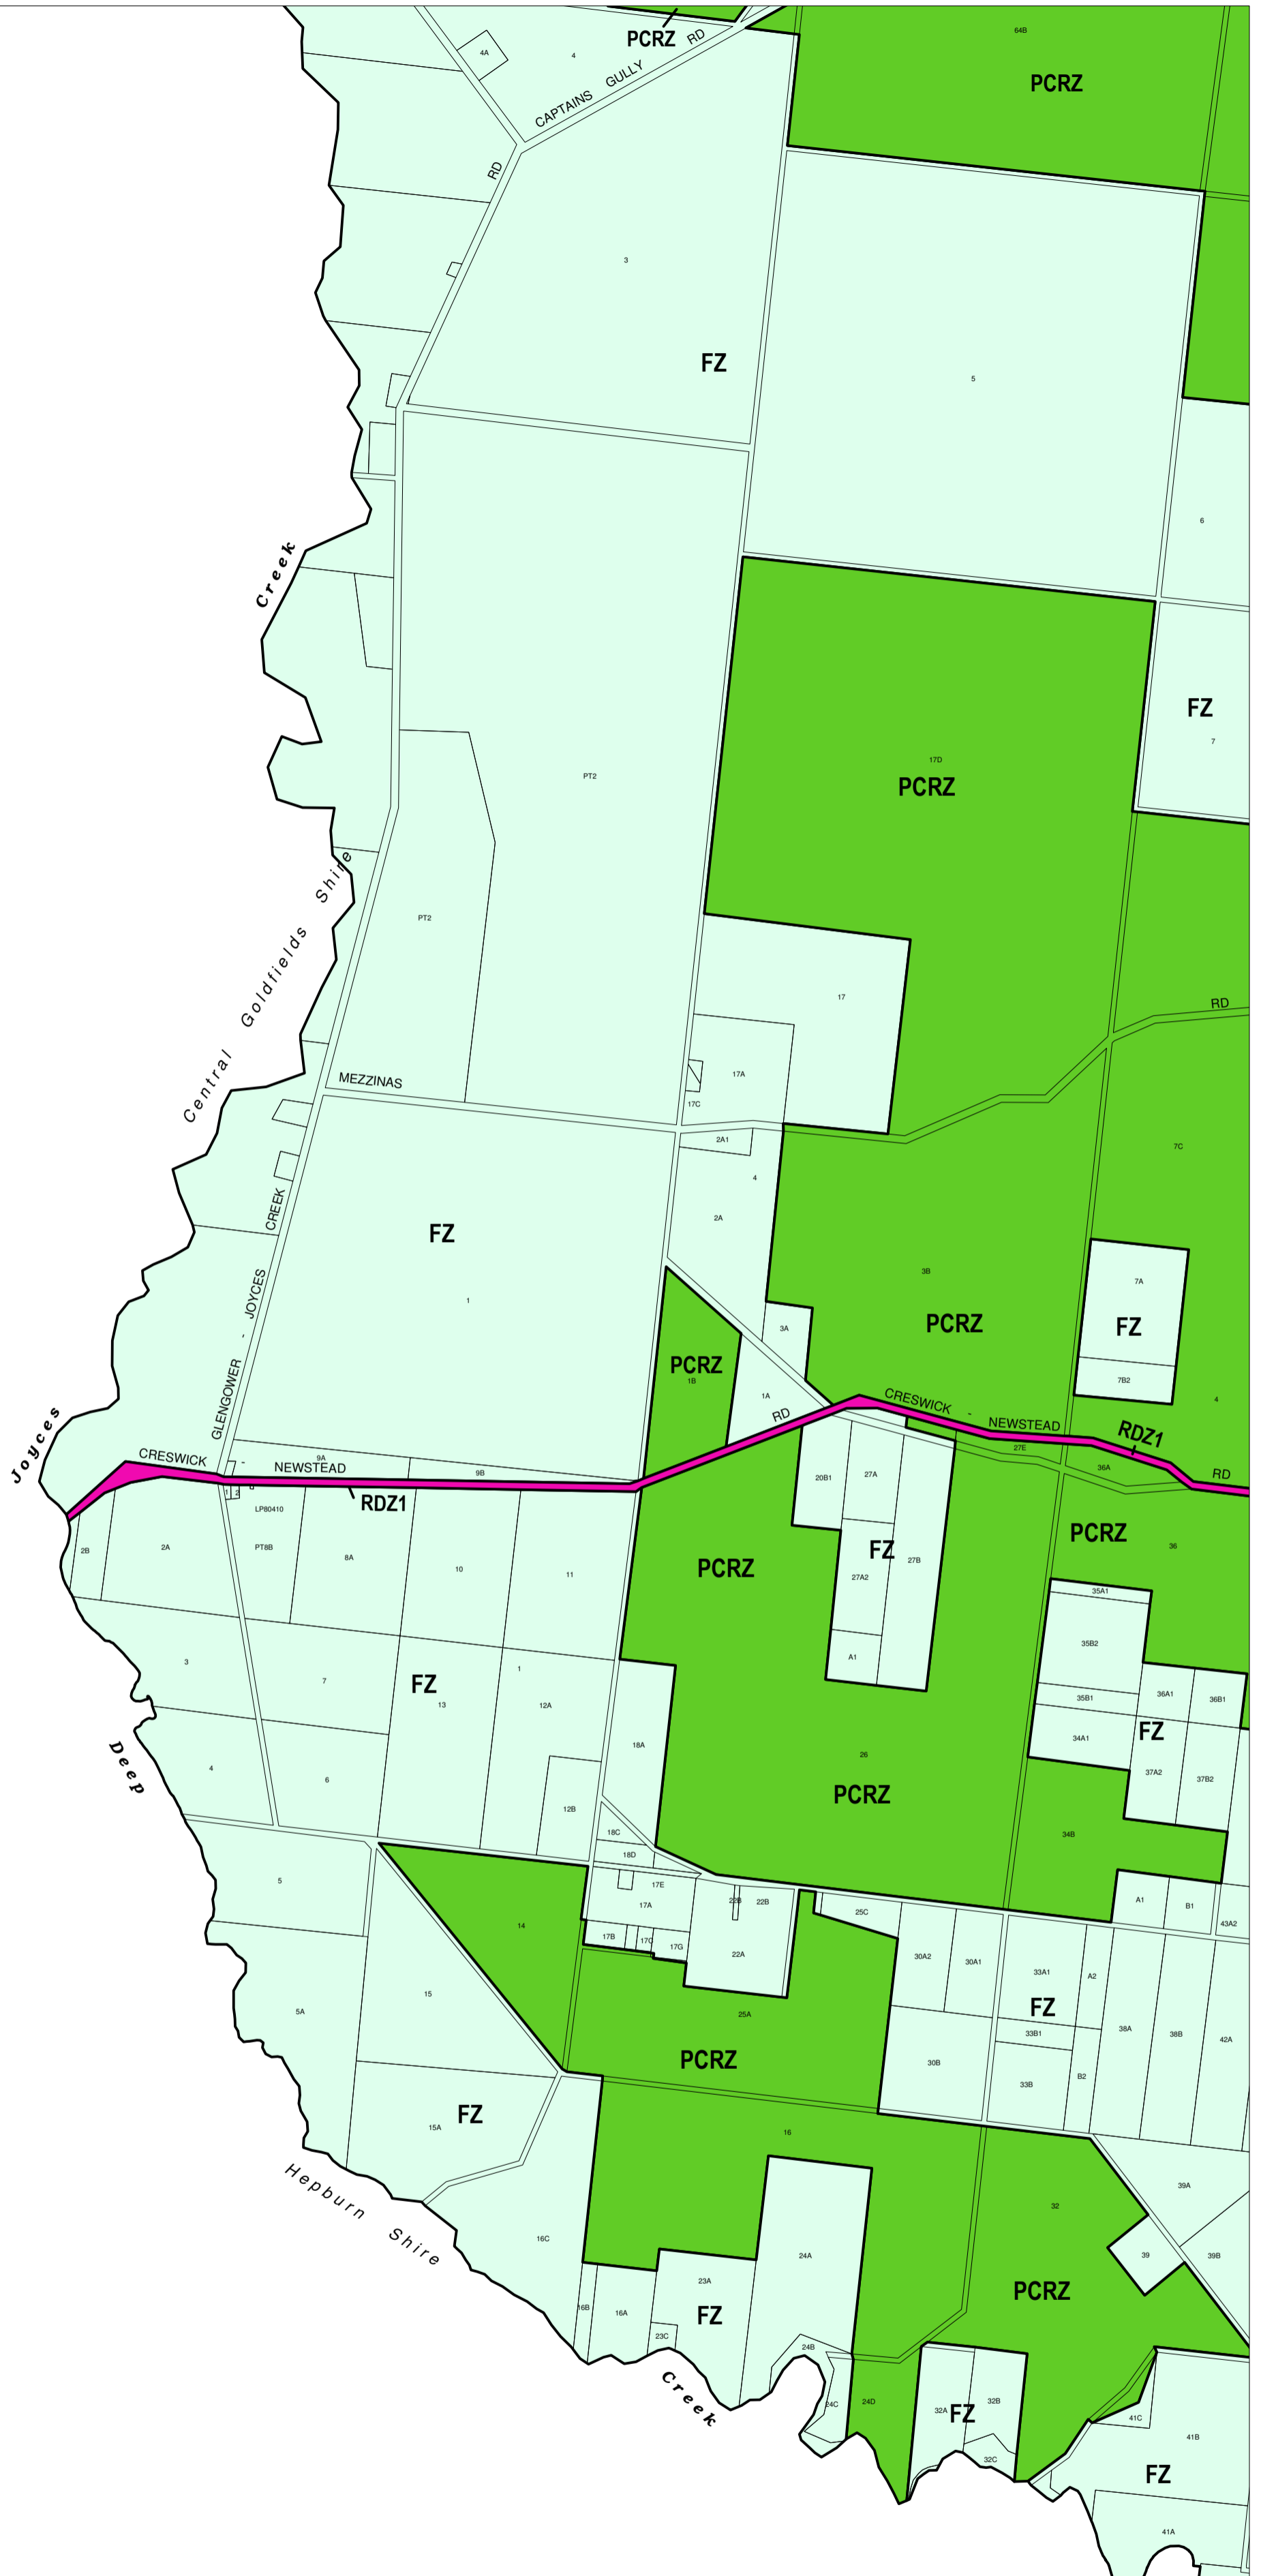 64B
PCRZ
4A
4
PCRZ
CAPTAINS GULLY RD
RD
3
FZ
5
6
Creek
FZ
7
PT2
17D
PCRZ
Central Goldfields Shire
PT2
17
RD
17A
MEZZINAS
17C
2A1
4
7C
2A
FZ
GLENGOWER - JOYCES CREEK
3B
7A
1
PCRZ
FZ
3A
PCRZ
1B
7B2
1A
4
CRESWICK - NEWSTEAD RD
RDZ1
Joyces
CRESWICK - NEWSTEAD RD
9A
9B
27E
36A
20B1
27A
RDZ1
1
2
LP80410
PCRZ
2B
2A
PT8B
8A
10
11
PCRZ
FZ
27B
36
27A2
35A1
35B2
A1
3
7
FZ
13
1
12A
35B1
36A1
36B1
34A1
FZ
18A
Deep
4
6
26
37A2
37B2
PCRZ
12B
18C
34B
18D
5
17E
17A
22B
22B
A1
B1
14
25C
43A2
17B
17C
17G
22A
30A2
30A1
33A1
A2
15
5A
25A
FZ
38A
38B
42A
33B1
PCRZ
30B
33B
B2
FZ
15A
16
Hepburn Shire
39A
32
16C
24A
39
39B
23A
PCRZ
16B
16A
FZ
23C
24B
Creek
24C
24D
32A
FZ
32B
41C
41B
32C
FZ
41A